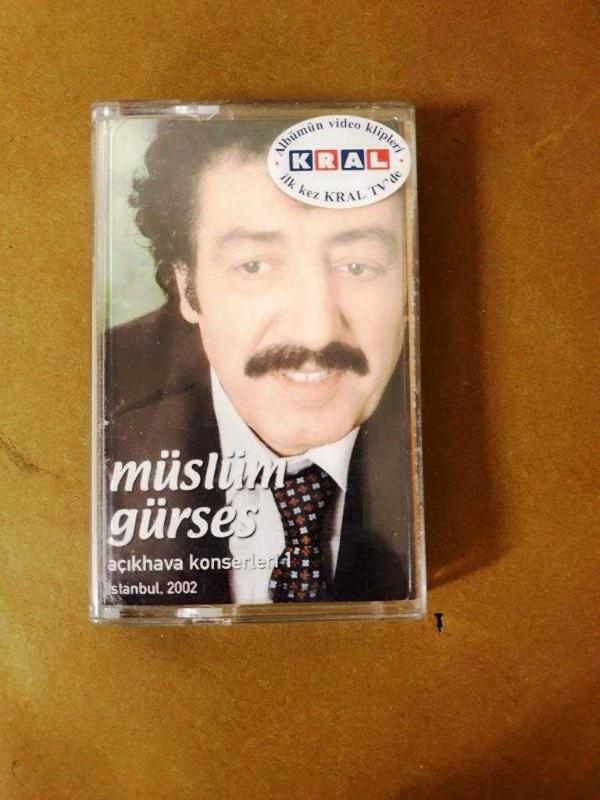 Albümün video klipleri
KRAL
ilk kez KRAL TV'de
müslüm
gürses
açıkhava konserleri 1
istanbul. 2002